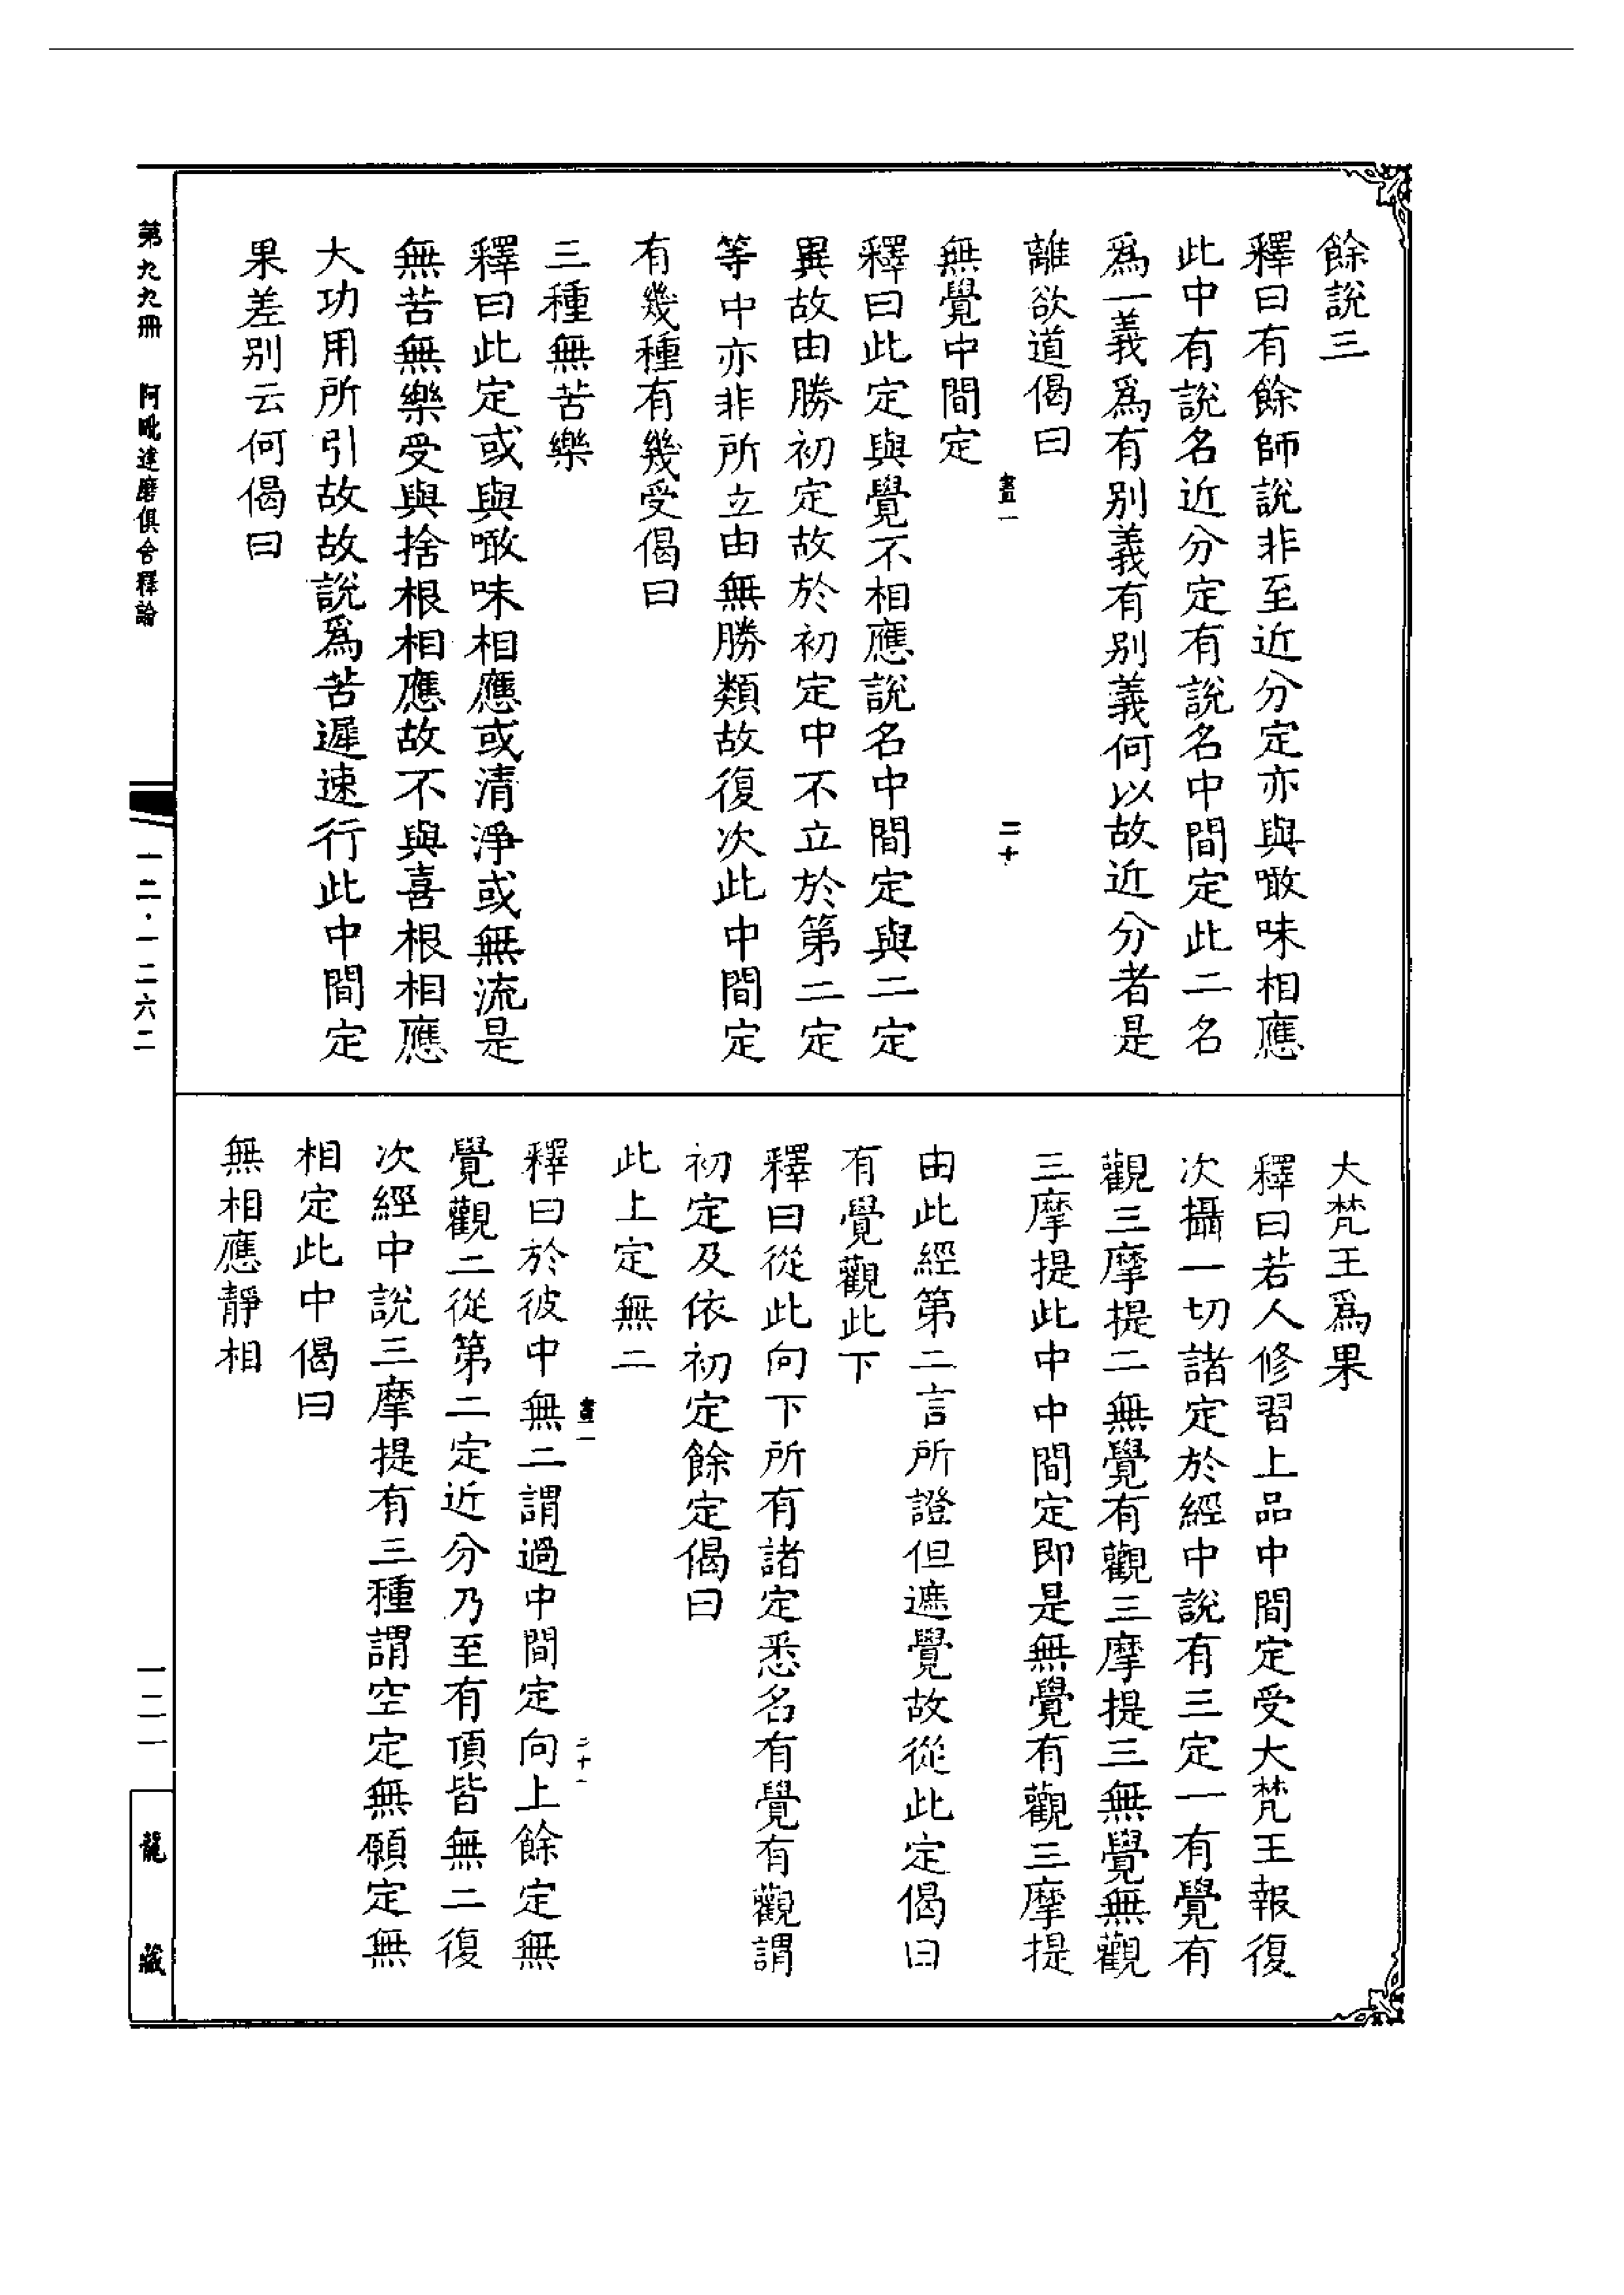 餘說三
釋曰有餘師說非至近分定亦與噉味相應
此中有說名近分定有說名中間定此二名
爲一義爲有别義有别義何以故近分者是
離欲道偈曰
畫一
二十
無覺中間定
釋曰此定與覺不相應說名中間定與二定
異故由勝初定故於初定中不立於第二定
等中亦非所立由無勝類故復次此中間定
有幾種有幾受偈曰
三種無苦樂
釋曰此定或與噉味相應或清淨或無流是
無苦無樂受與捨根相應故不與喜根相應
大功用所引故故說爲苦遲速行此中間定
果差别云何偈曰
大梵王爲果
釋曰若人修習上品中間定受大梵王報復
次攝一切諸定於經中說有三定一有覺有
觀三摩提二無覺有觀三摩提三無覺無觀
三摩提此中中間定即是無覺有觀三摩提
由此經第二言所證但遮覺故從此定偈曰
有覺觀此下
釋曰從此向下所有諸定悉名有覺有觀謂
初定及依初定餘定偈曰
此上定無二
畫一
二十一
釋曰於彼中無二謂過中間定向上餘定無
覺觀二從第二定近分乃至有頂皆無二復
次經中說三摩提有三種謂空定無願定無
相定此中偈曰
無相應靜相
第九九冊 阿毗達磨俱舍釋論
一二·一二六二
一二一
龍藏